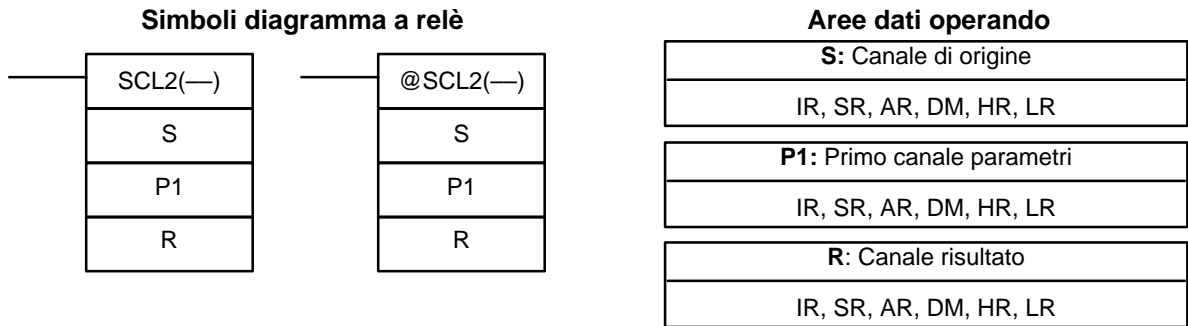 Simboli diagramma a relè
SCL2(––)
S
P1
R
@SCL2(––)
S
P1
R
Aree dati operando
S: Canale di origine
IR, SR, AR, DM, HR, LR
P1: Primo canale parametri
IR, SR, AR, DM, HR, LR
R: Canale risultato
IR, SR, AR, DM, HR, LR